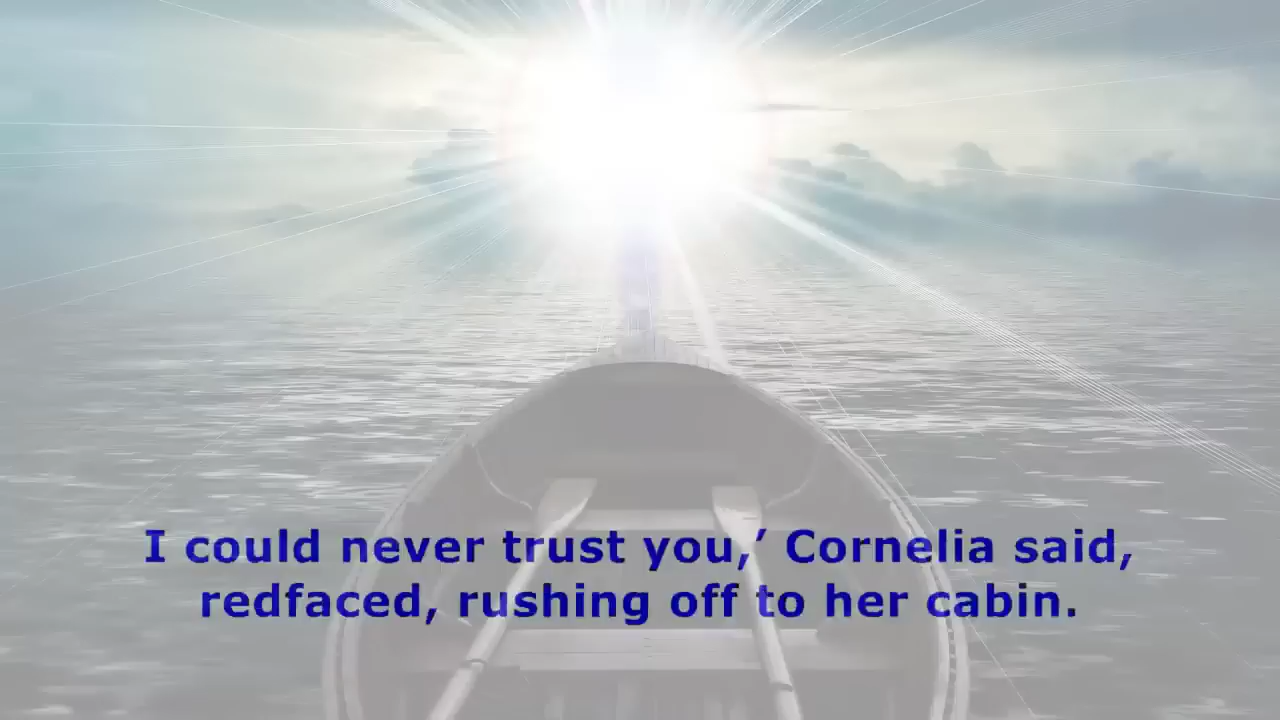 I could never trust you,’ Cornelia said,
redfaced, rushing off to her cabin.